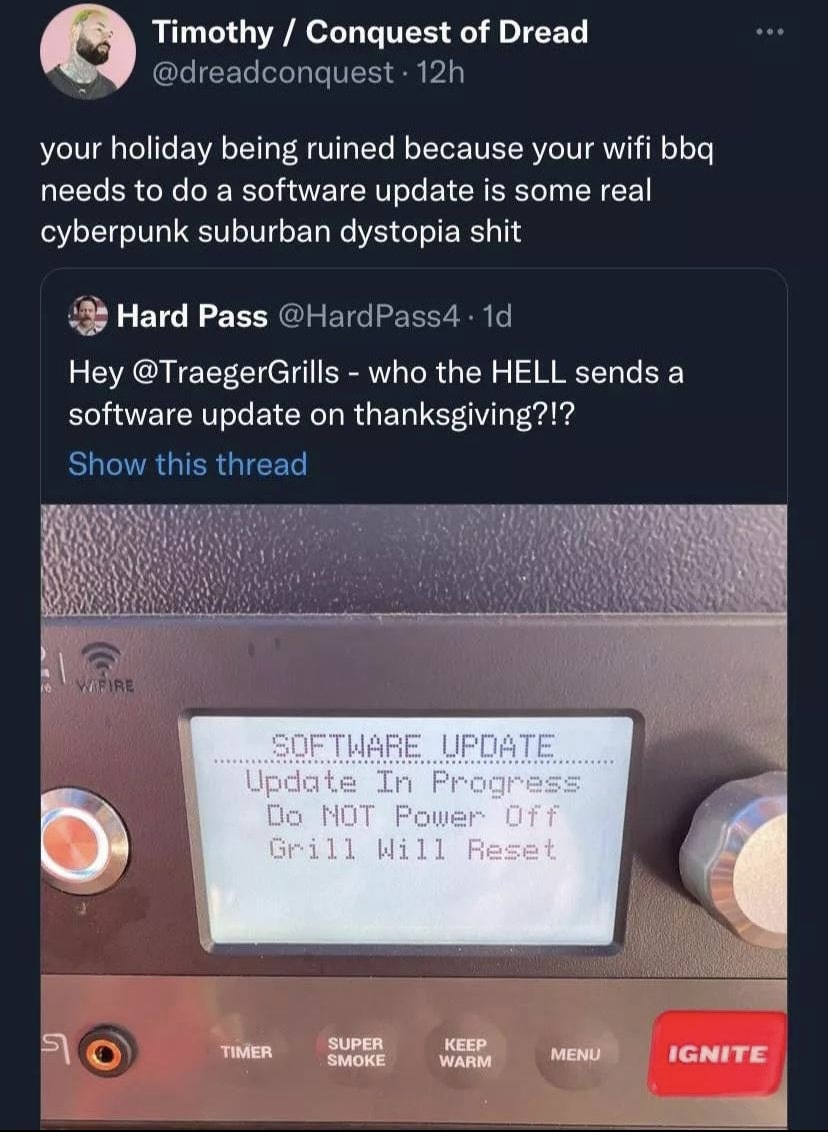 Timothy / Conquest of Dread
@dreadconquest · 12h
your holiday being ruined because your wifi bbq
needs to do a software update is some real
cyberpunk suburban dystopia shit
Hard Pass @HardPass4 · 1d
Hey @TraegerGrills - who the HELL sends a
software update on thanksgiving?!?
Show this thread
WiFIRE
SOFTWARE UPDATE
Update In Progress
Do NOT Power Off
Grill Will Reset
TIMER
SUPER
SMOKE
KEEP
WARM
MENU
IGNITE